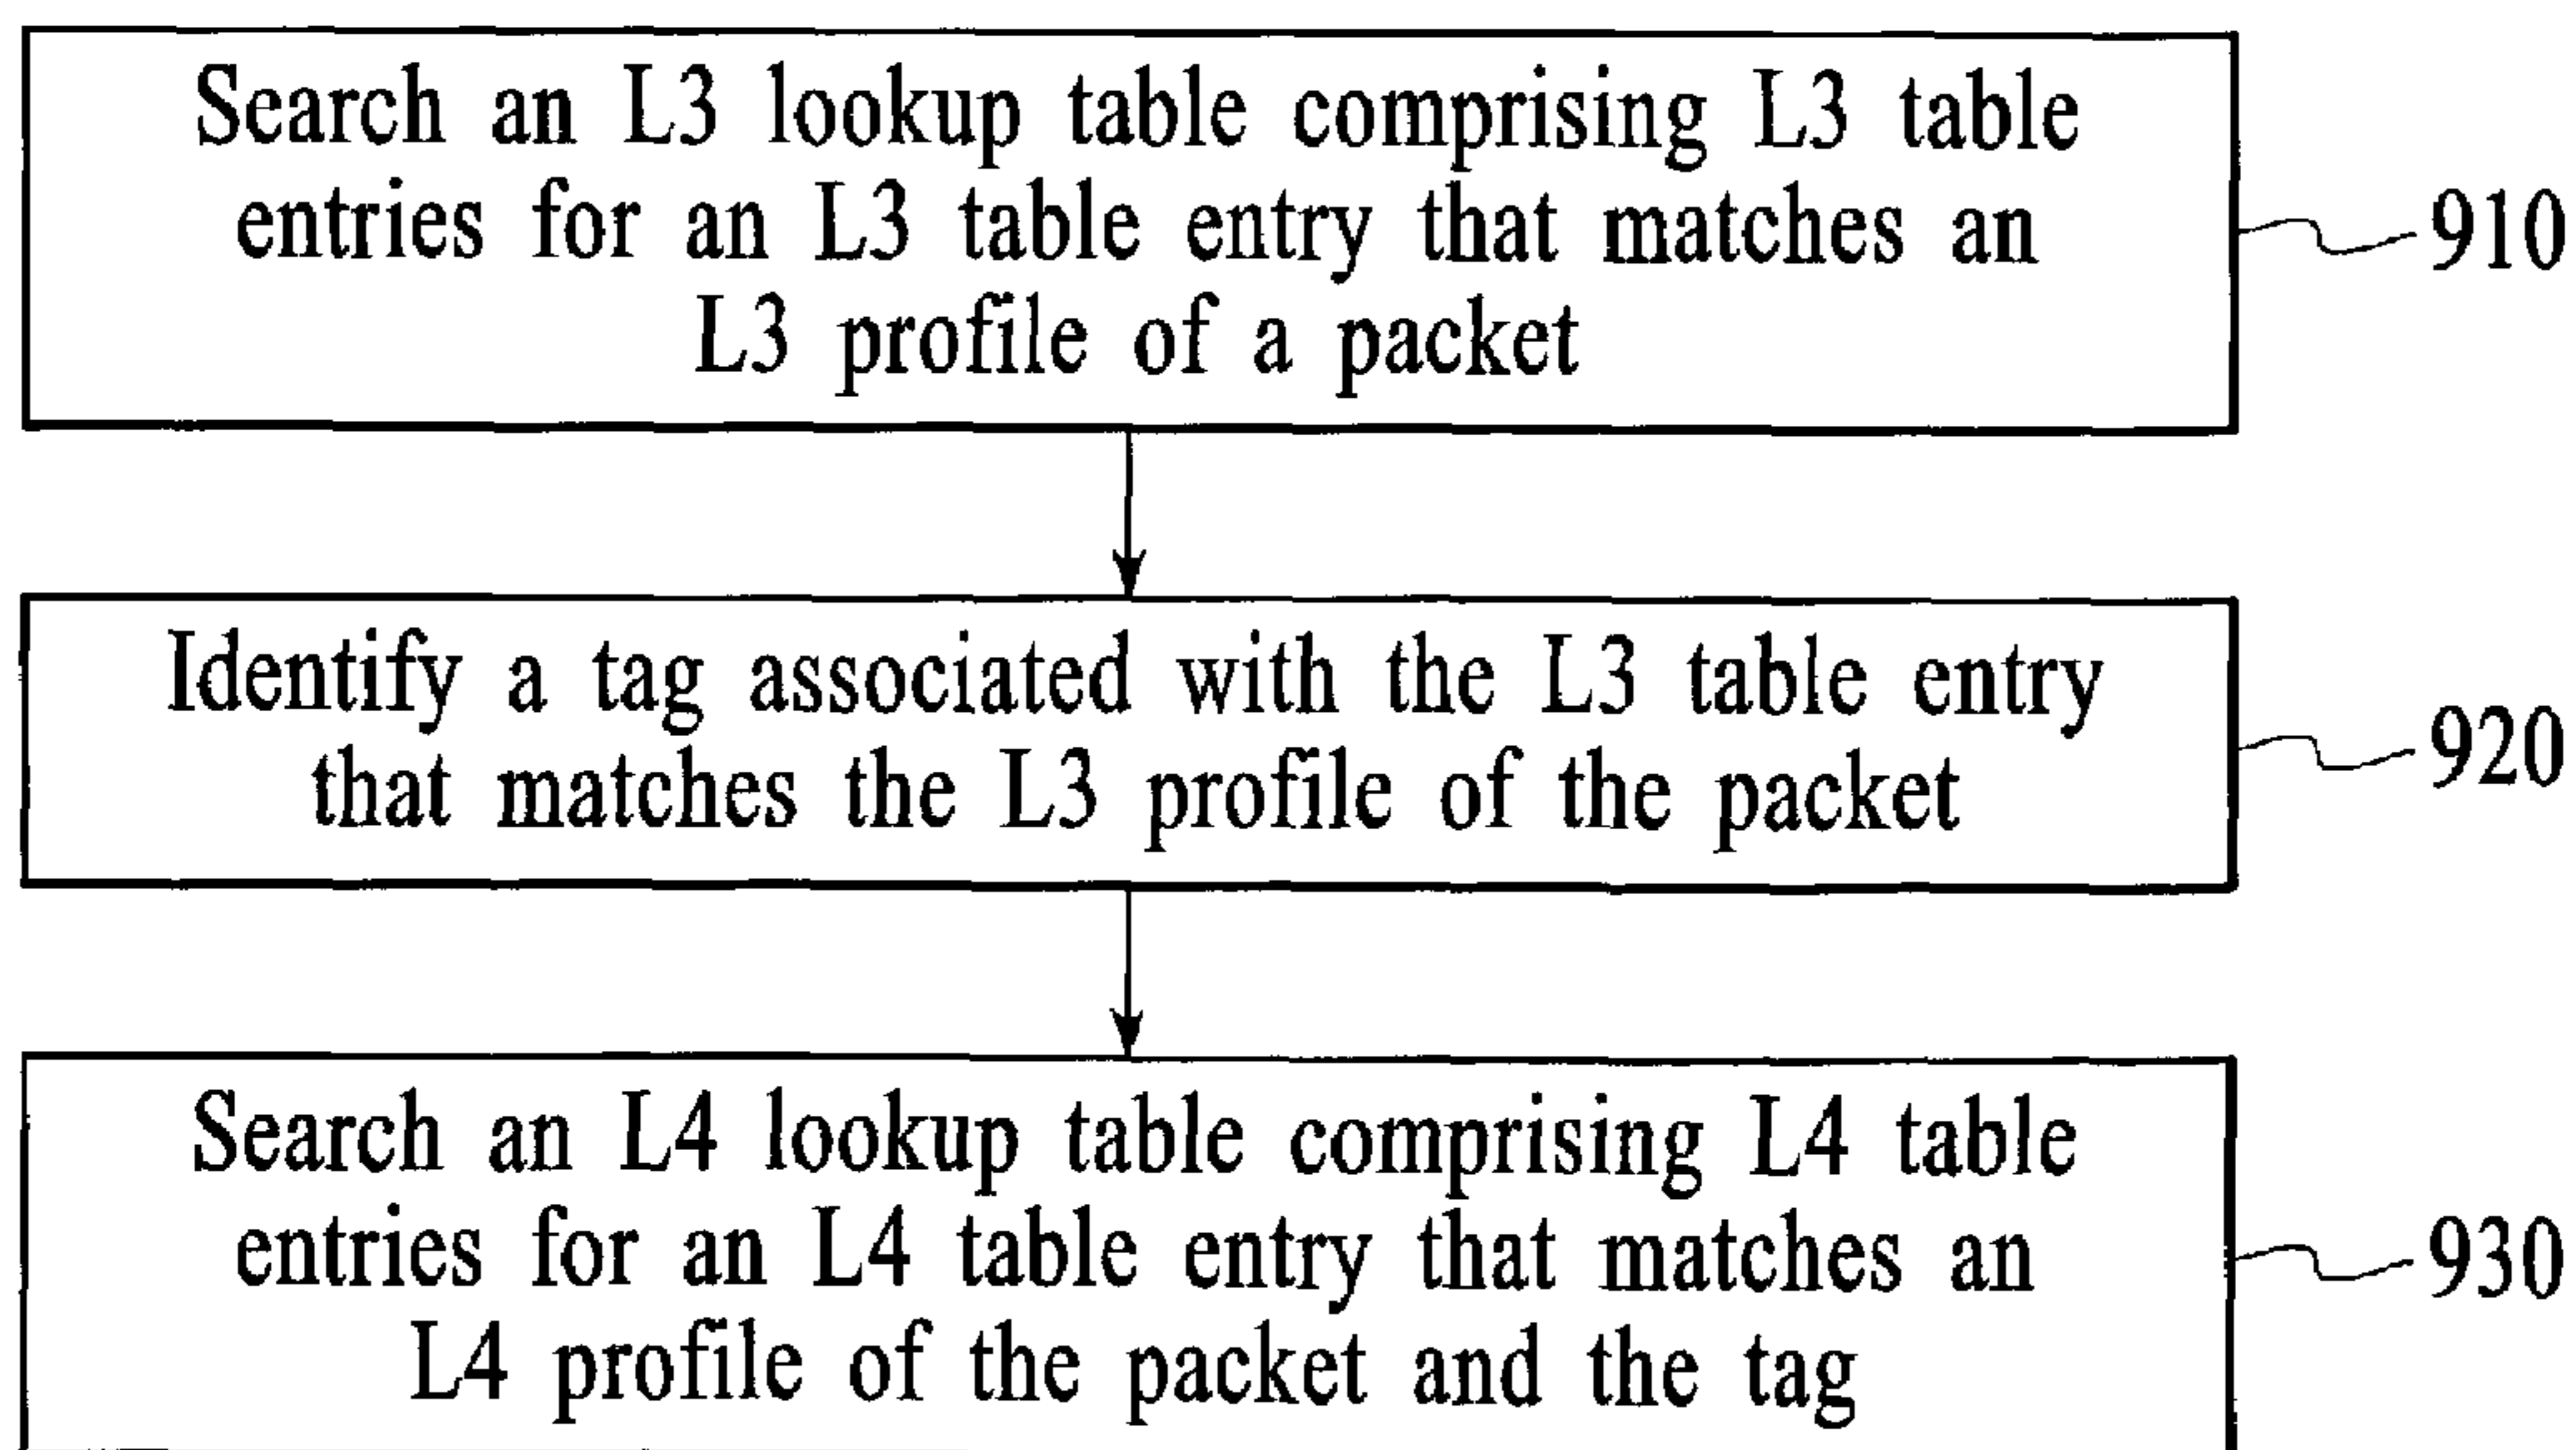 Search an L3 lookup table comprising L3 table
entries for an L3 table entry that matches an
L3 profile of a packet
910
Identify a tag associated with the L3 table entry
that matches the L3 profile of the packet
920
Search an L4 lookup table comprising L4 table
entries for an L4 table entry that matches an
L4 profile of the packet and the tag
930